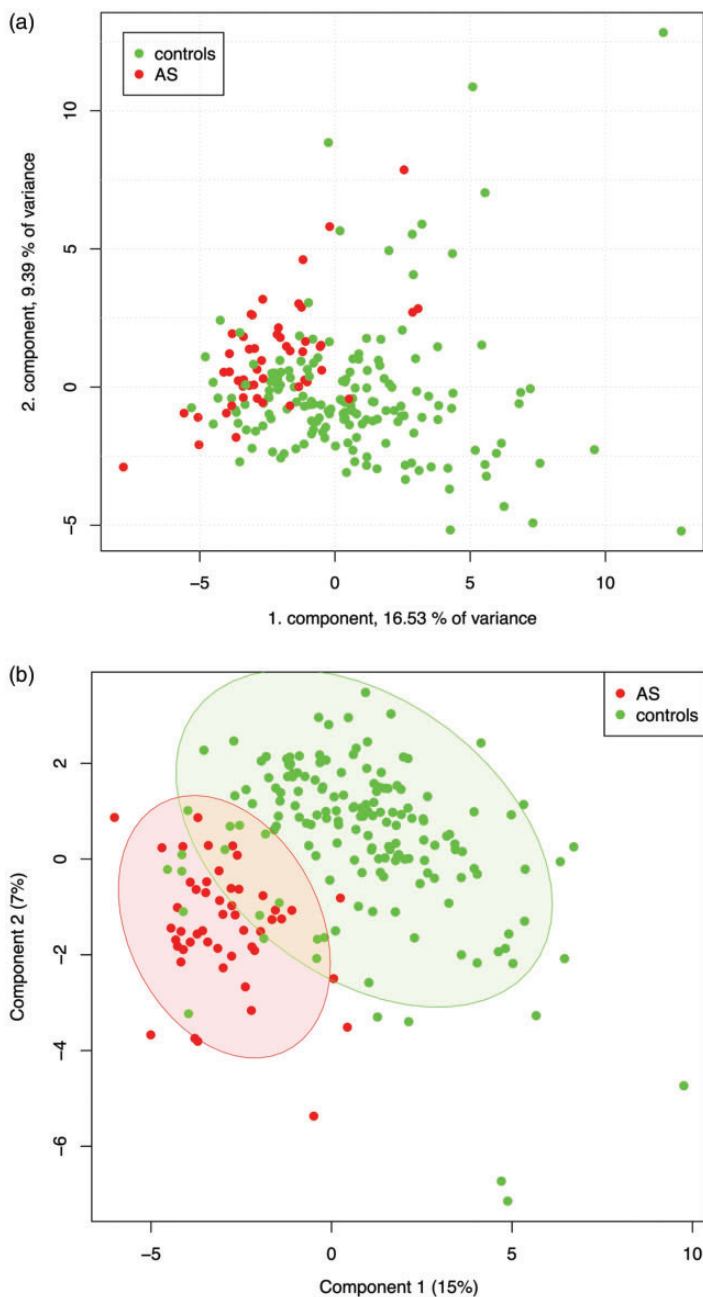 (a)
controls
AS
10
5
0
−5
2. component, 9.39 % of variance
−5
0
5
10
1. component, 16.53 % of variance
(b)
AS
controls
2
0
−2
−4
−6
Component 2 (7%)
−5
0
5
10
Component 1 (15%)